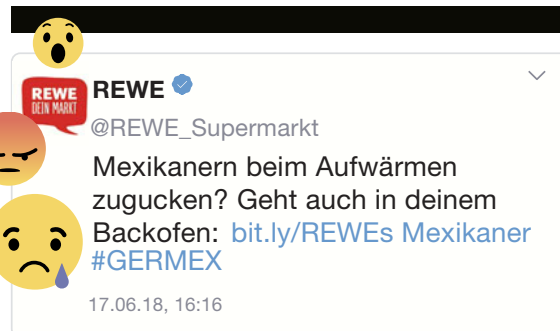 REWE
DEIN MARKT
REWE
@REWE_Supermarkt
Mexikanern beim Aufwärmen
zugucken? Geht auch in deinem
Backofen: bit.ly/REWEs Mexikaner
#GERMEX
17.06.18, 16:16